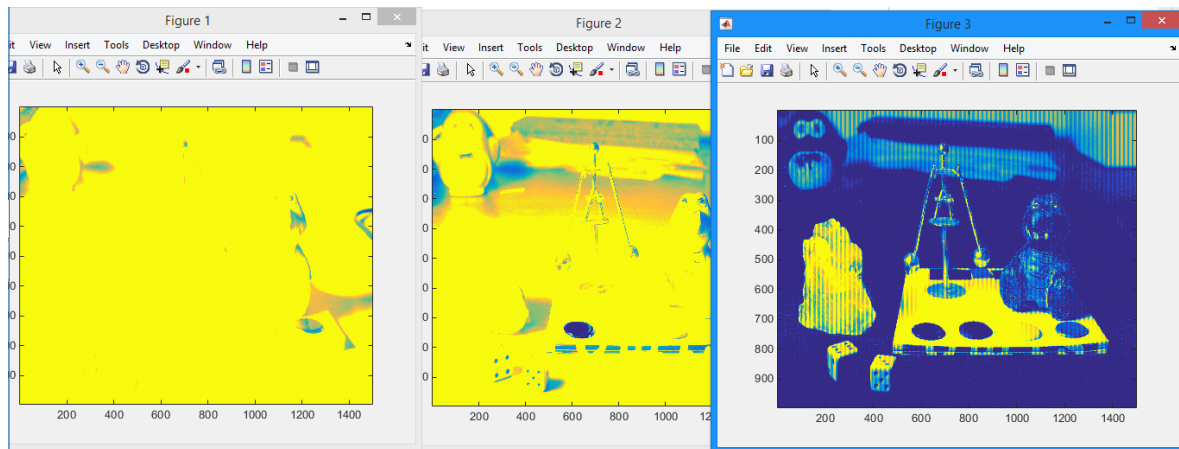 Figure 1
Figure 2
Figure 3
View Insert Tools Desktop Window Help
View Insert Tools Desktop Window Help
File Edit View Insert Tools Desktop Window Help
200 400 600 800 1000 1200 1400
200 400 600 800 1000
100
200
300
400
500
600
700
800
900
200 400 600 800 1000 1200 1400